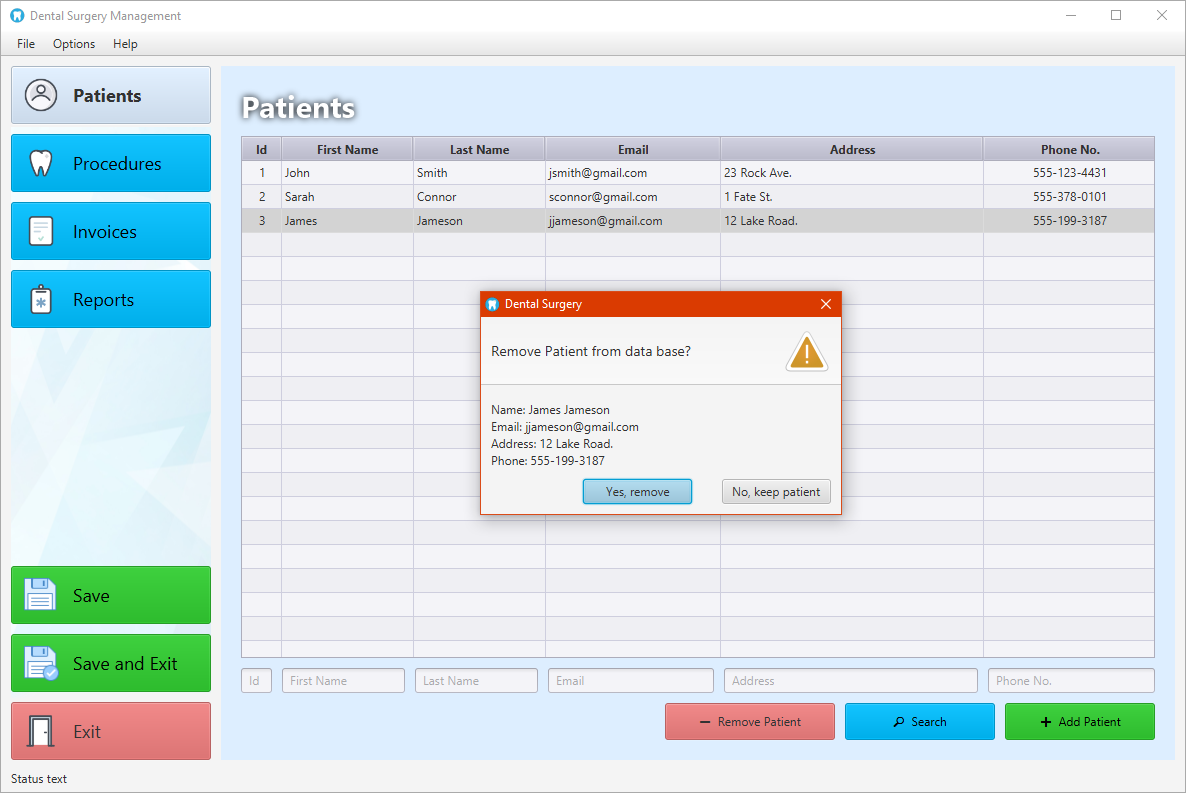 Dental Surgery Management
File Options Help
Patients
Procedures
Invoices
Reports
Save
Save and Exit
Exit
Patients
Id First Name Last Name Email Address Phone No.
1 John Smith jsmith@gmail.com 23 Rock Ave. 555-123-4431
2 Sarah Connor sconnor@gmail.com 1 Fate St. 555-378-0101
3 James Jameson jjameson@gmail.com 12 Lake Road. 555-199-3187
Dental Surgery
Remove Patient from data base?
Name: James Jameson
Email: jjameson@gmail.com
Address: 12 Lake Road.
Phone: 555-199-3187
Yes, remove No, keep patient
Id First Name Last Name Email Address Phone No.
Remove Patient Search Add Patient
Status text